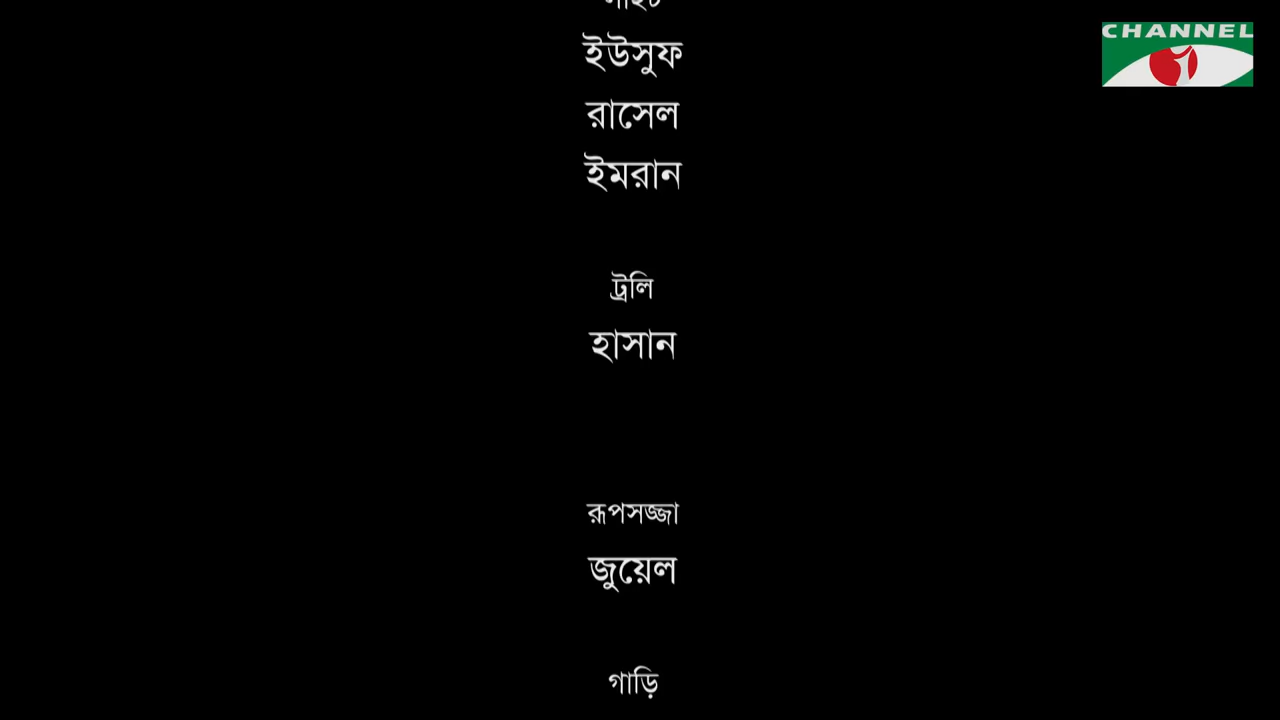 CHANNEL
ইউসুফ
রাসেল
ইমরান
ট্রলি
হাসান
রূপসজ্জা
জুয়েল
গাড়ি